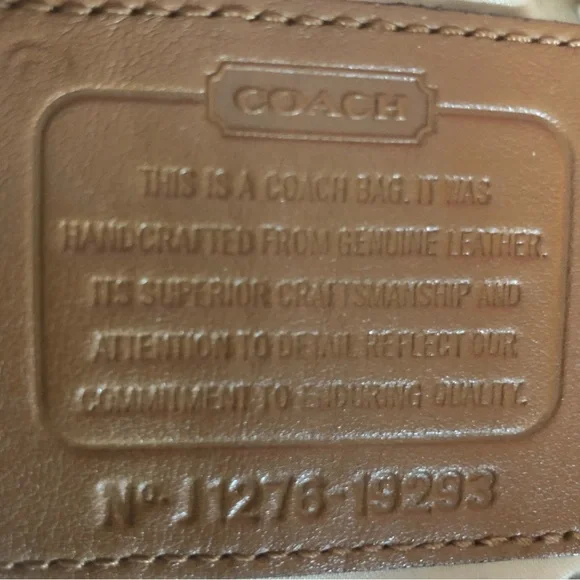 COACH
THIS IS A COACH BAG. IT WAS
HANDCRAFTED FROM GENUINE LEATHER.
ITS SUPERIOR CRAFTSMANSHIP AND
ATTENTION TO DETAIL REFLECT OUR
COMMITMENT TO ENDURING QUALITY.
Nº J1276-19293